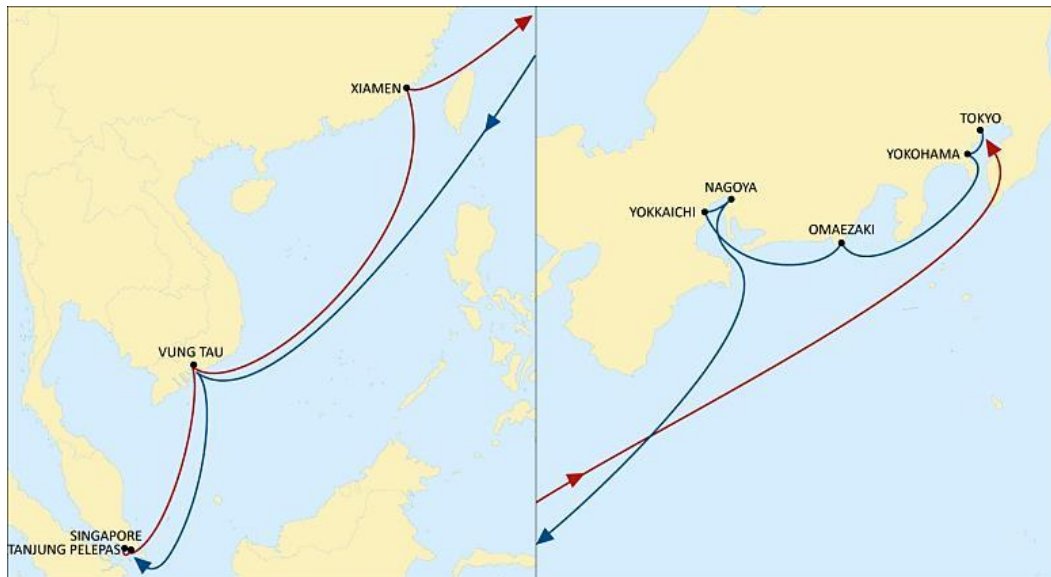 XIAMEN
VUNG TAU
SINGAPORE
TANJUNG PELEPAS
TOKYO
YOKOHAMA
NAGOYA
YOKKAICHI
OMAEZAKI